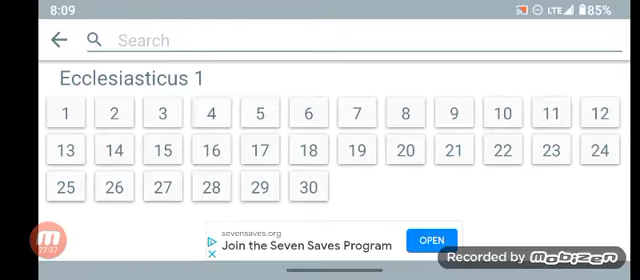 8:09 LTE 85%
Search
Ecclesiasticus 1
1 2 3 4 5 6 7 8 9 10 11 12
13 14 15 16 17 18 19 20 21 22 23 24
25 26 27 28 29 30
sevensaves.org
Join the Seven Saves Program OPEN
27:37
Recorded by mobizen